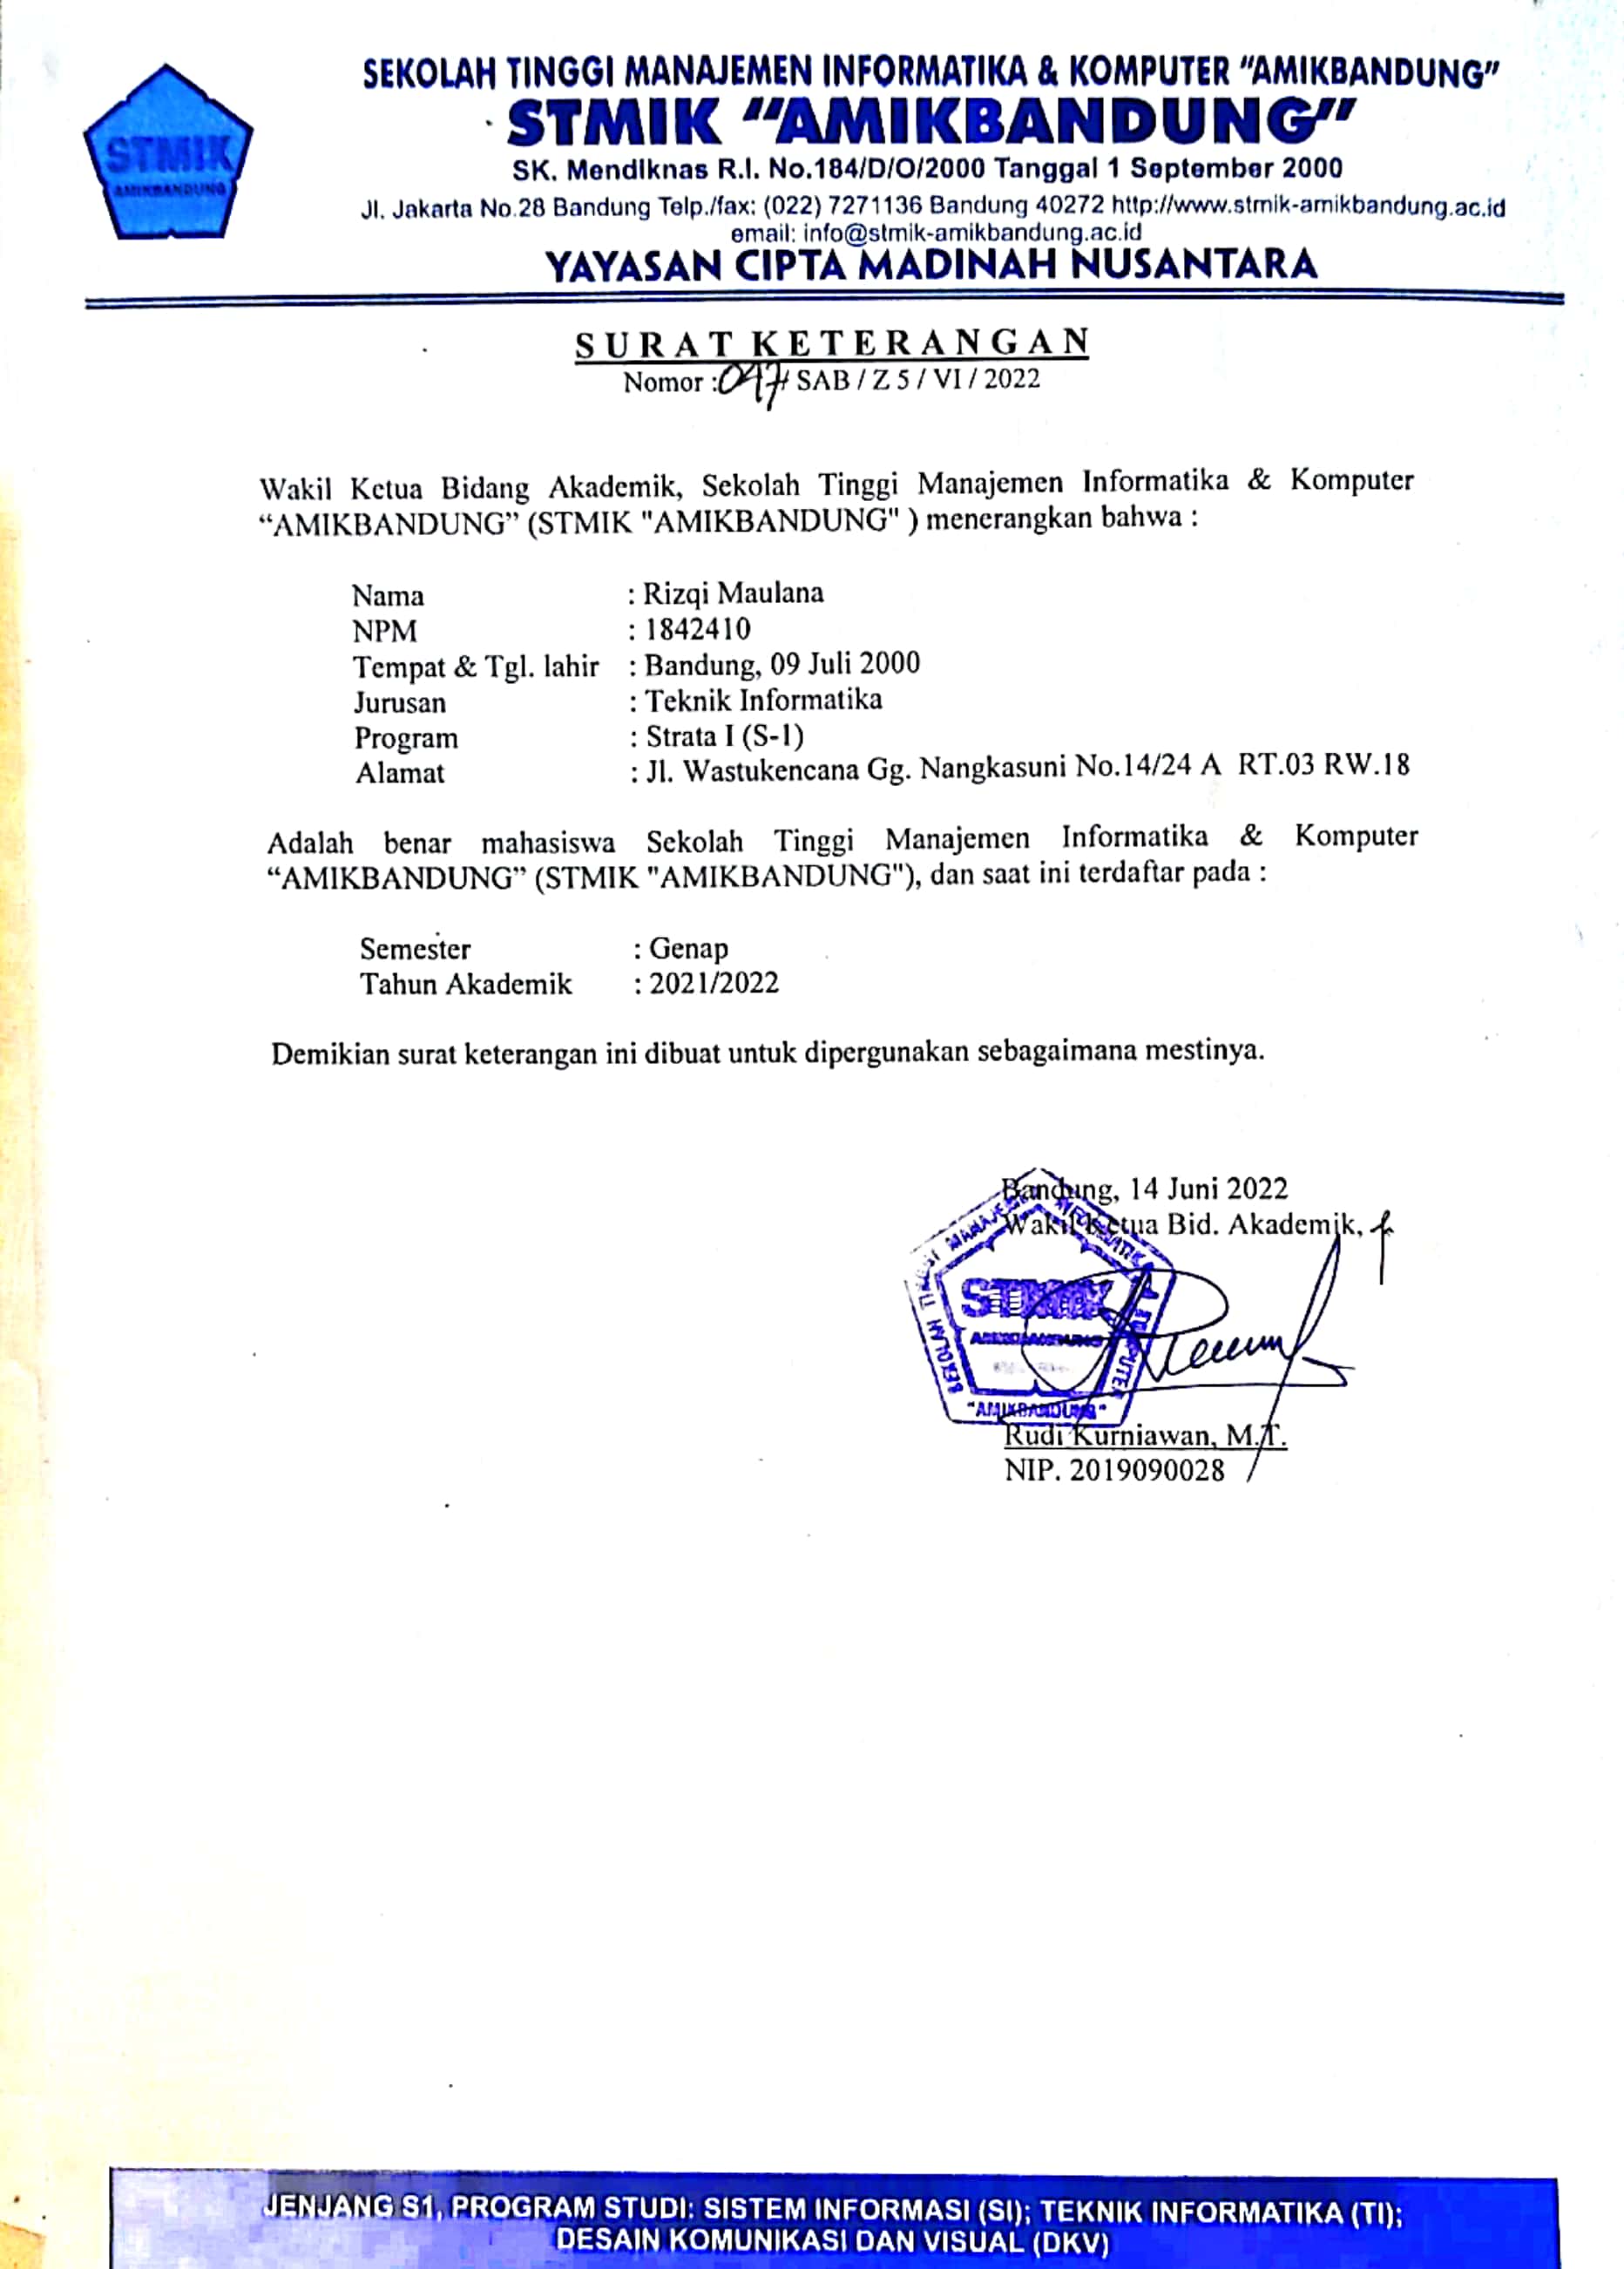 STMIK
AMIKBANDUNG
SEKOLAH TINGGI MANAJEMEN INFORMATIKA & KOMPUTER "AMIKBANDUNG"
STMIK "AMIKBANDUNG"
SK. Mendiknas R.I. No.184/D/O/2000 Tanggal 1 September 2000
Jl. Jakarta No.28 Bandung Telp./fax: (022) 7271136 Bandung 40272 http://www.stmik-amikbandung.ac.id
email: info@stmik-amikbandung.ac.id
YAYASAN CIPTA MADINAH NUSANTARA
SURAT KETERANGAN
Nomor : 097/ SAB / Z 5 / VI / 2022
Wakil Ketua Bidang Akademik, Sekolah Tinggi Manajemen Informatika & Komputer
“AMIKBANDUNG” (STMIK "AMIKBANDUNG" ) menerangkan bahwa :
Nama : Rizqi Maulana
NPM : 1842410
Tempat & Tgl. lahir : Bandung, 09 Juli 2000
Jurusan : Teknik Informatika
Program : Strata I (S-1)
Alamat : Jl. Wastukencana Gg. Nangkasuni No.14/24 A RT.03 RW.18
Adalah benar mahasiswa Sekolah Tinggi Manajemen Informatika & Komputer
“AMIKBANDUNG” (STMIK "AMIKBANDUNG"), dan saat ini terdaftar pada :
Semester : Genap
Tahun Akademik : 2021/2022
Demikian surat keterangan ini dibuat untuk dipergunakan sebagaimana mestinya.
Bandung, 14 Juni 2022
Wakil Ketua Bid. Akademik,
SEKOLAH TINGGI MANAJEMEN INFORMATIKA & KOMPUTER
STMIK
AMIKBANDUNG
"AMIKBANDUNG"
Rudi Kurniawan, M.T.
NIP. 2019090028
JENJANG S1, PROGRAM STUDI: SISTEM INFORMASI (SI); TEKNIK INFORMATIKA (TI);
DESAIN KOMUNIKASI DAN VISUAL (DKV)